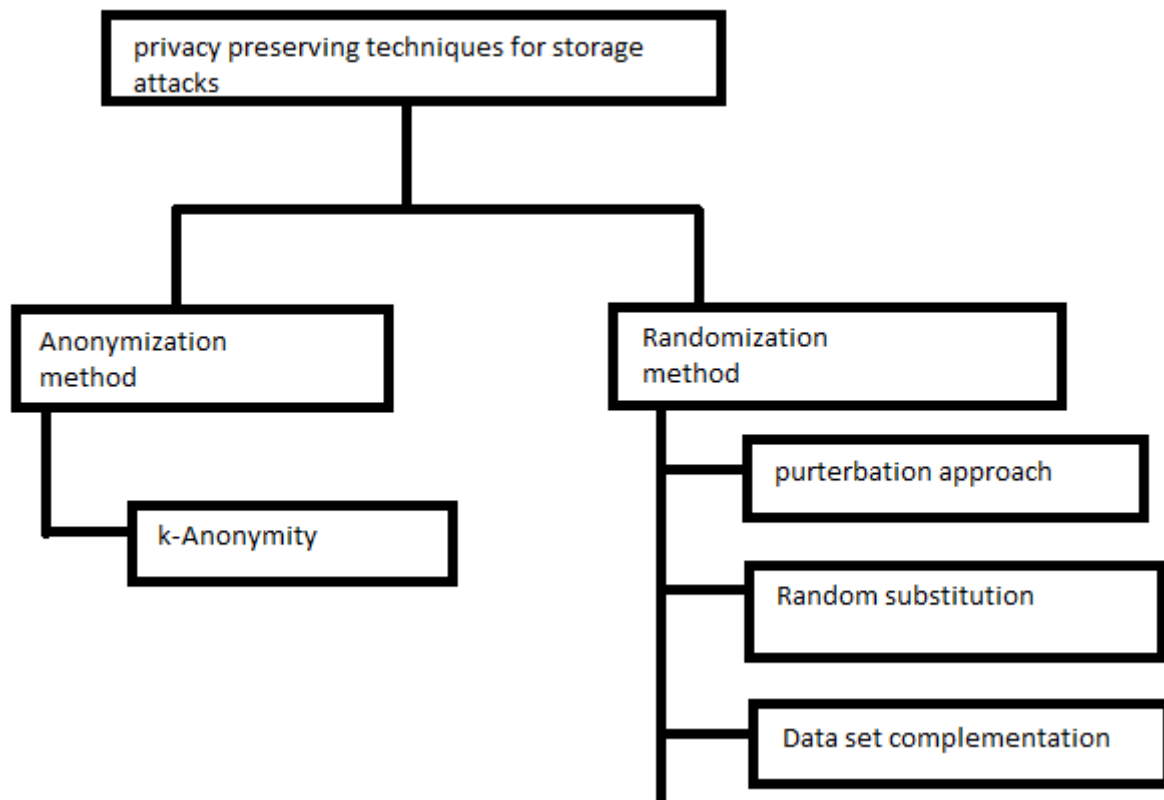 privacy preserving techniques for storage
attacks
Anonymization
method
Randomization
method
purterbation approach
k-Anonymity
Random substitution
Data set complementation